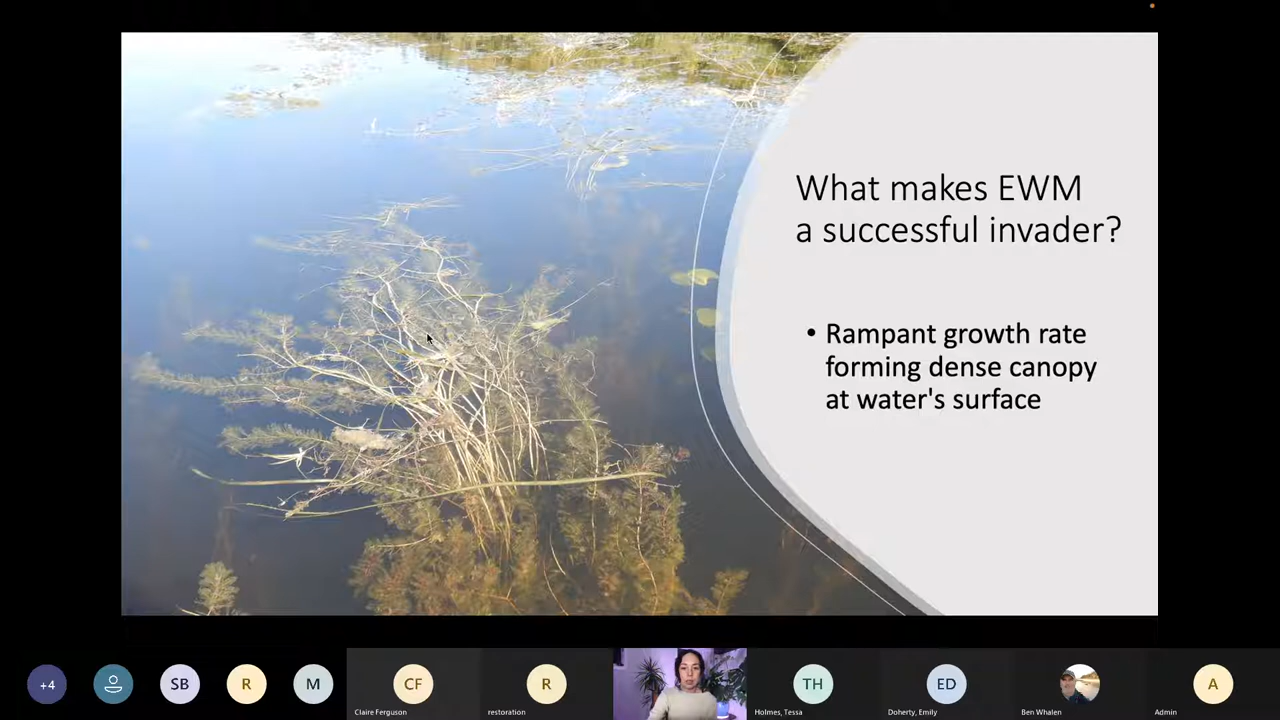 What makes EWM
a successful invader?
• Rampant growth rate
forming dense canopy
at water's surface
+4
SB
R
M
CF
R
TH
ED
A
Claire Ferguson
restoration
Holmes, Tessa
Doherty, Emily
Ben Whalen
Admin